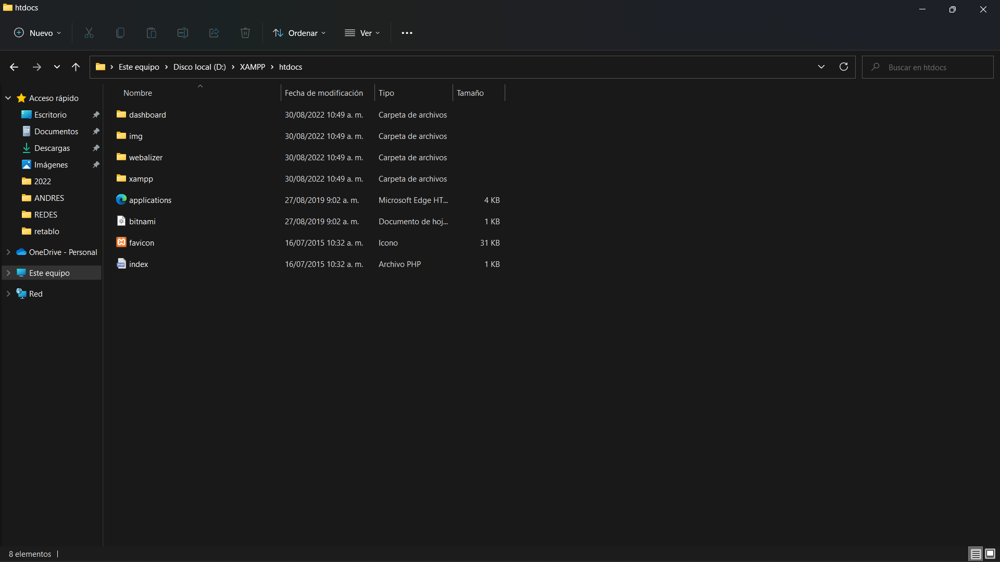 htdocs
Nuevo
Ordenar
Ver
Este equipo
Disco local (D:)
XAMPP
htdocs
Buscar en htdocs
Acceso rápido
Escritorio
Documentos
Descargas
Imágenes
2022
ANDRES
REDES
retablo
OneDrive - Personal
Este equipo
Red
Nombre Fecha de modificación Tipo Tamaño
dashboard 30/08/2022 10:49 a. m. Carpeta de archivos
img 30/08/2022 10:49 a. m. Carpeta de archivos
webalizer 30/08/2022 10:49 a. m. Carpeta de archivos
xampp 30/08/2022 10:49 a. m. Carpeta de archivos
applications 27/08/2019 9:02 a. m. Microsoft Edge HT... 4 KB
bitnami 27/08/2019 9:02 a. m. Documento de hoj... 1 KB
favicon 16/07/2015 10:32 a. m. Icono 31 KB
index 16/07/2015 10:32 a. m. Archivo PHP 1 KB
8 elementos